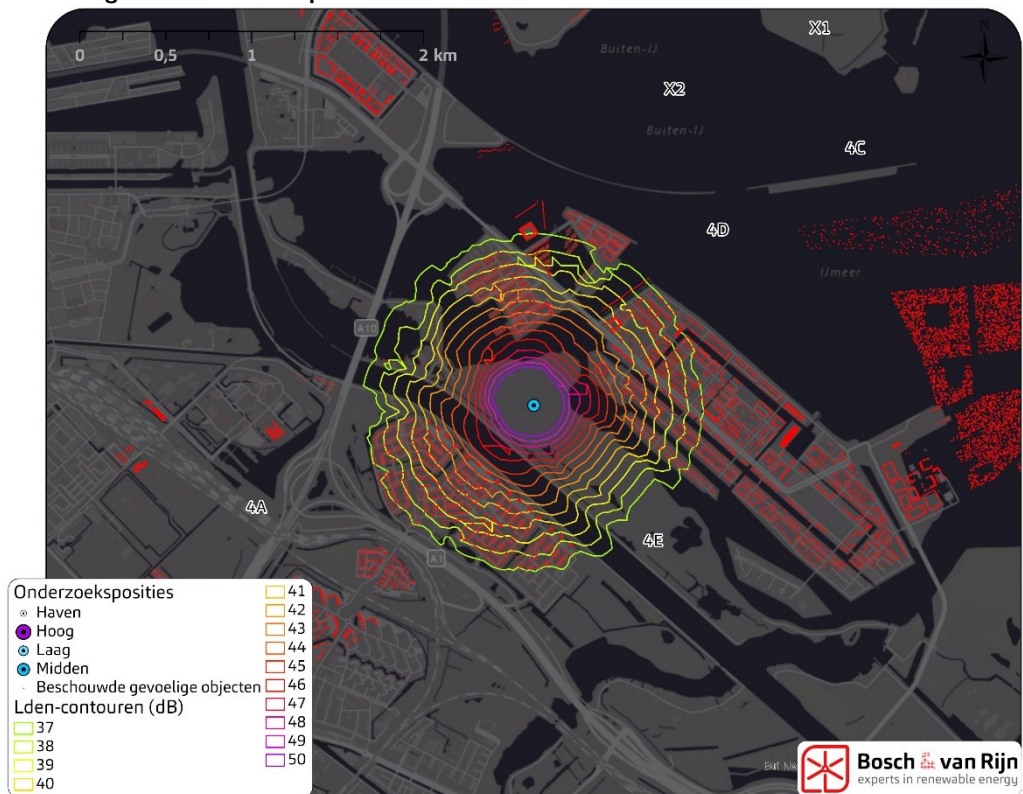 0 0,5 1 2 km
N
X1
Buiten-IJ
X2
Buiten-IJ
4C
4D
IJmeer
A10
4A
4E
A1
Onderzoeksposities
Haven
Hoog
Laag
Midden
Beschouwde gevoelige objecten
Lden-contouren (dB)
37
38
39
40
41
42
43
44
45
46
47
48
49
50
Bosch & van Rijn
experts in renewable energy